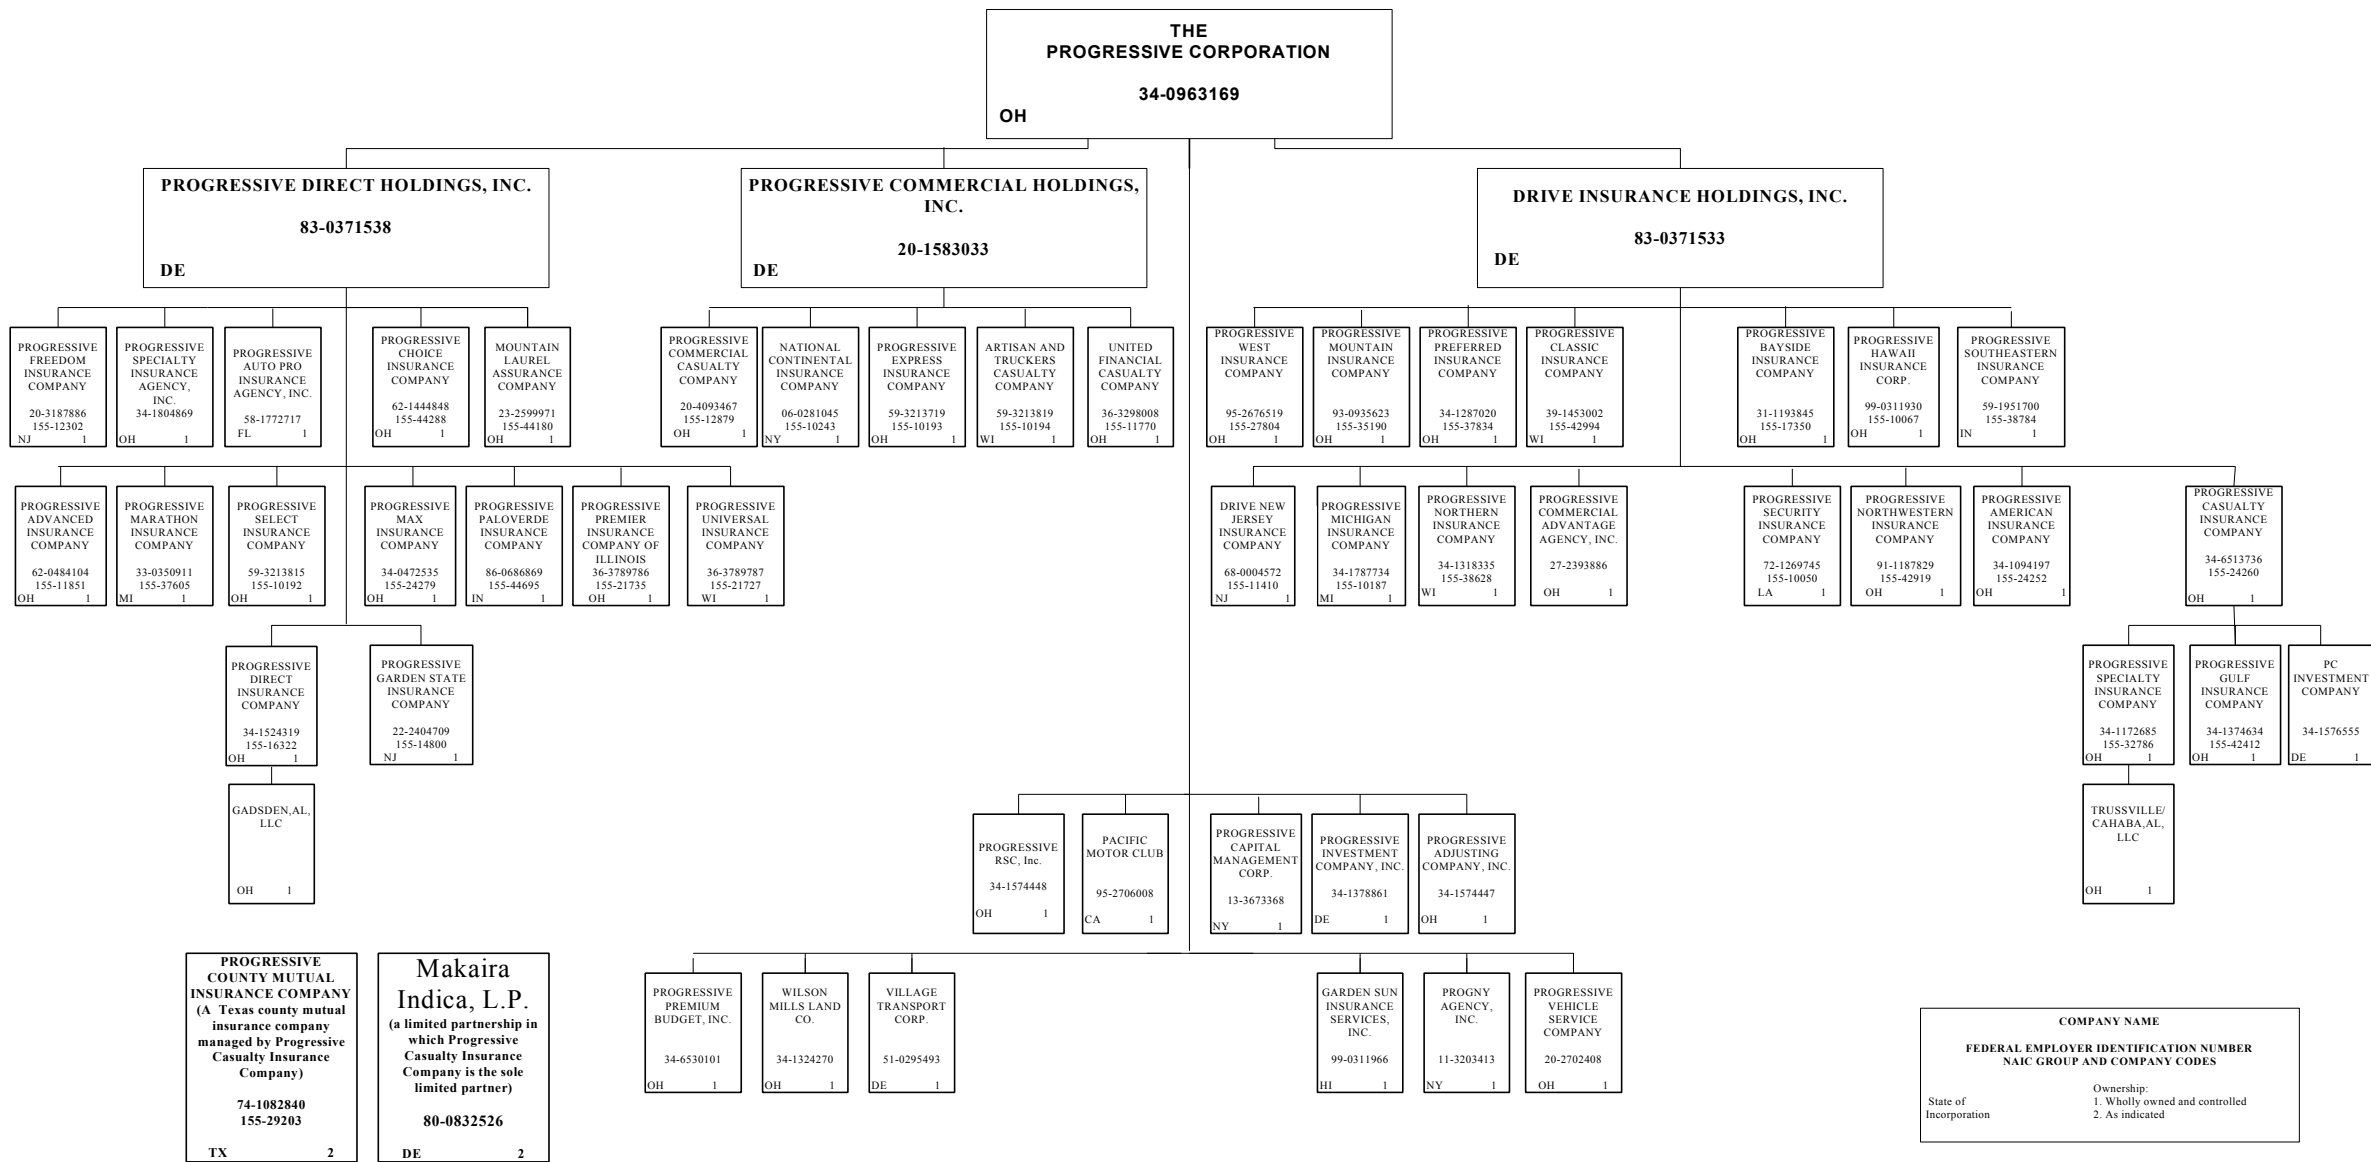 THE
PROGRESSIVE CORPORATION
34-0963169
OH
PROGRESSIVE DIRECT HOLDINGS, INC.
83-0371538
DE
PROGRESSIVE COMMERCIAL HOLDINGS,
INC.
20-1583033
DE
DRIVE INSURANCE HOLDINGS, INC.
83-0371533
DE
PROGRESSIVE
FREEDOM
INSURANCE
COMPANY
20-3187886
155-12302
NJ 1
PROGRESSIVE
SPECIALTY
INSURANCE
AGENCY,
INC.
34-1804869
OH 1
PROGRESSIVE
AUTO PRO
INSURANCE
AGENCY, INC.
58-1772717
FL 1
PROGRESSIVE
CHOICE
INSURANCE
COMPANY
62-1444848
155-44288
OH 1
MOUNTAIN
LAUREL
ASSURANCE
COMPANY
23-2599971
155-44180
OH 1
PROGRESSIVE
COMMERCIAL
CASUALTY
COMPANY
20-4093467
155-12879
OH 1
NATIONAL
CONTINENTAL
INSURANCE
COMPANY
06-0281045
155-10243
NY 1
PROGRESSIVE
EXPRESS
INSURANCE
COMPANY
59-3213719
155-10193
OH 1
ARTISAN AND
TRUCKERS
CASUALTY
COMPANY
59-3213819
155-10194
WI 1
UNITED
FINANCIAL
CASUALTY
COMPANY
36-3298008
155-11770
OH 1
PROGRESSIVE
WEST
INSURANCE
COMPANY
95-2676519
155-27804
OH 1
PROGRESSIVE
MOUNTAIN
INSURANCE
COMPANY
93-0935623
155-35190
OH 1
PROGRESSIVE
PREFERRED
INSURANCE
COMPANY
34-1287020
155-37834
OH 1
PROGRESSIVE
CLASSIC
INSURANCE
COMPANY
39-1453002
155-42994
WI 1
PROGRESSIVE
BAYSIDE
INSURANCE
COMPANY
31-1193845
155-17350
OH 1
PROGRESSIVE
HAWAII
INSURANCE
CORP.
99-0311930
155-10067
OH 1
PROGRESSIVE
SOUTHEASTERN
INSURANCE
COMPANY
59-1951700
155-38784
IN 1
PROGRESSIVE
ADVANCED
INSURANCE
COMPANY
62-0484104
155-11851
OH 1
PROGRESSIVE
MARATHON
INSURANCE
COMPANY
33-0350911
155-37605
MI 1
PROGRESSIVE
SELECT
INSURANCE
COMPANY
59-3213815
155-10192
OH 1
PROGRESSIVE
MAX
INSURANCE
COMPANY
34-0472535
155-24279
OH 1
PROGRESSIVE
PALOVERDE
INSURANCE
COMPANY
86-0686869
155-44695
IN 1
PROGRESSIVE
PREMIER
INSURANCE
COMPANY OF
ILLINOIS
36-3789786
155-21735
OH 1
PROGRESSIVE
UNIVERSAL
INSURANCE
COMPANY
36-3789787
155-21727
WI 1
DRIVE NEW
JERSEY
INSURANCE
COMPANY
68-0004572
155-11410
NJ 1
PROGRESSIVE
MICHIGAN
INSURANCE
COMPANY
34-1787734
155-10187
MI 1
PROGRESSIVE
NORTHERN
INSURANCE
COMPANY
34-1318335
155-38628
WI 1
PROGRESSIVE
COMMERCIAL
ADVANTAGE
AGENCY, INC.
27-2393886
OH 1
PROGRESSIVE
SECURITY
INSURANCE
COMPANY
72-1269745
155-10050
LA 1
PROGRESSIVE
NORTHWESTERN
INSURANCE
COMPANY
91-1187829
155-42919
OH 1
PROGRESSIVE
AMERICAN
INSURANCE
COMPANY
34-1094197
155-24252
OH 1
PROGRESSIVE
CASUALTY
INSURANCE
COMPANY
34-6513736
155-24260
OH 1
PROGRESSIVE
DIRECT
INSURANCE
COMPANY
34-1524319
155-16322
OH 1
PROGRESSIVE
GARDEN STATE
INSURANCE
COMPANY
22-2404709
155-14800
NJ 1
PROGRESSIVE
SPECIALTY
INSURANCE
COMPANY
34-1172685
155-32786
OH 1
PROGRESSIVE
GULF
INSURANCE
COMPANY
34-1374634
155-42412
OH 1
PC
INVESTMENT
COMPANY
34-1576555
DE 1
GADSDEN,AL,
LLC
OH 1
TRUSSVILLE/
CAHABA,AL,
LLC
OH 1
PROGRESSIVE
RSC, Inc.
34-1574448
OH 1
PACIFIC
MOTOR CLUB
95-2706008
CA 1
PROGRESSIVE
CAPITAL
MANAGEMENT
CORP.
13-3673368
NY 1
PROGRESSIVE
INVESTMENT
COMPANY, INC.
34-1378861
DE 1
PROGRESSIVE
ADJUSTING
COMPANY, INC.
34-1574447
OH 1
PROGRESSIVE
COUNTY MUTUAL
INSURANCE COMPANY
(A Texas county mutual
insurance company
managed by Progressive
Casualty Insurance
Company)
74-1082840
155-29203
TX 2
Makaira
Indica, L.P.
(a limited partnership in
which Progressive
Casualty Insurance
Company is the sole
limited partner)
80-0832526
DE 2
PROGRESSIVE
PREMIUM
BUDGET, INC.
34-6530101
OH 1
WILSON
MILLS LAND
CO.
34-1324270
OH 1
VILLAGE
TRANSPORT
CORP.
51-0295493
DE 1
GARDEN SUN
INSURANCE
SERVICES,
INC.
99-0311966
HI 1
PROGNY
AGENCY,
INC.
11-3203413
NY 1
PROGRESSIVE
VEHICLE
SERVICE
COMPANY
20-2702408
OH 1
COMPANY NAME
FEDERAL EMPLOYER IDENTIFICATION NUMBER
NAIC GROUP AND COMPANY CODES
Ownership:
State of 1. Wholly owned and controlled
Incorporation 2. As indicated